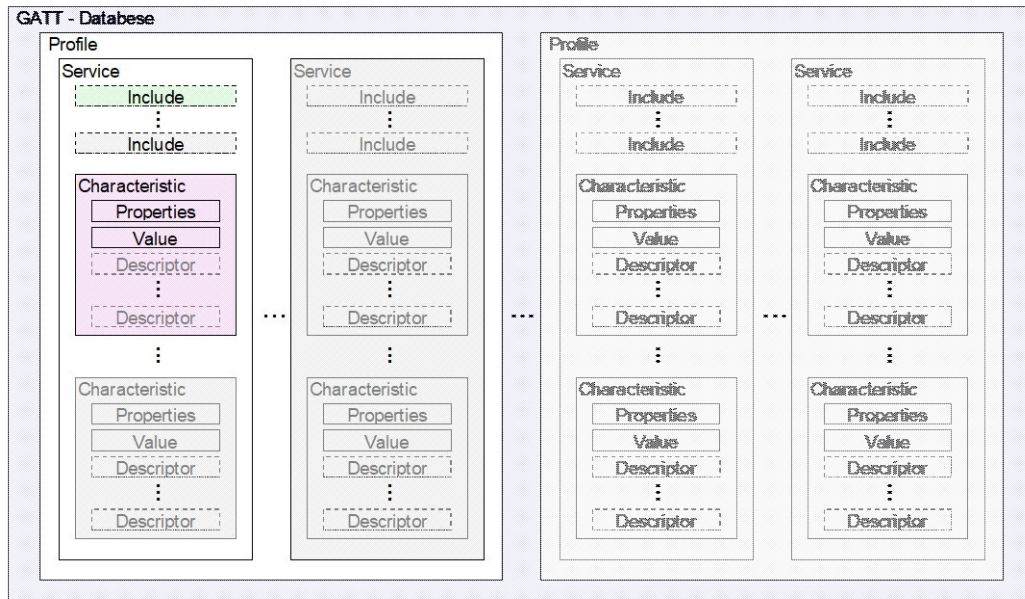 GATT - Databese
Profile
Service
Include
Include
Characteristic
Properties
Value
Descriptor
Descriptor
Characteristic
Properties
Value
Descriptor
Descriptor
Service
Include
Include
Characteristic
Properties
Value
Descriptor
Descriptor
Characteristic
Properties
Value
Descriptor
Descriptor
Profile
Service
Include
Include
Characteristic
Properties
Value
Descriptor
Descriptor
Characteristic
Properties
Value
Descriptor
Descriptor
Service
Include
Include
Characteristic
Properties
Value
Descriptor
Descriptor
Characteristic
Properties
Value
Descriptor
Descriptor